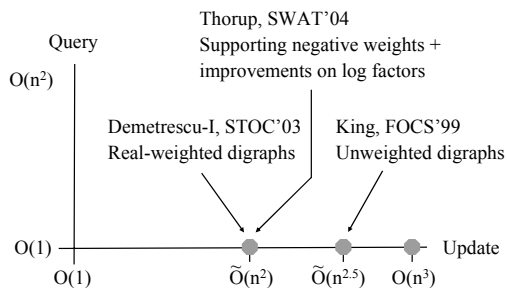 Thorup, SWAT’04
Supporting negative weights +
improvements on log factors
Query
O(n²)
Demetrescu-I, STOC’03
Real-weighted digraphs
King, FOCS’99
Unweighted digraphs
O(1)
Update
O(1)
Õ(n²)
Õ(n²·⁵)
O(n³)